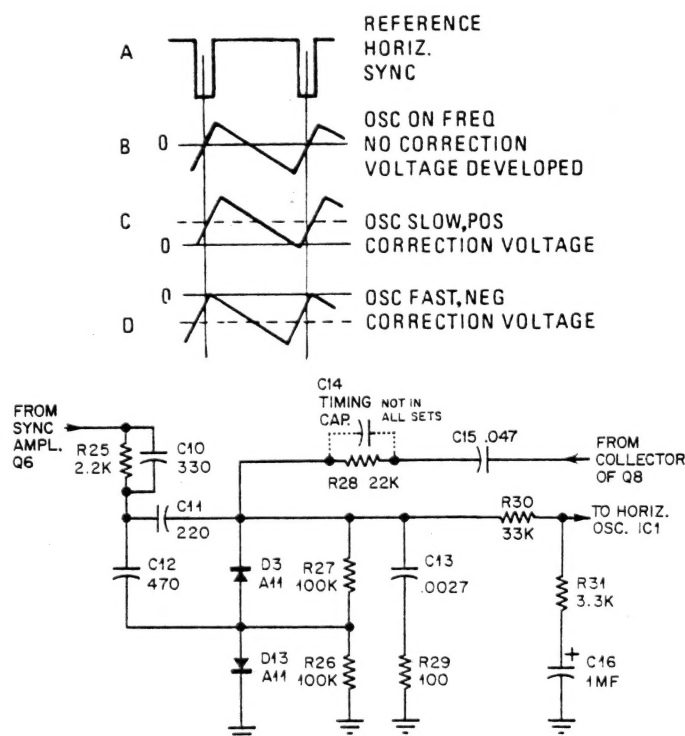 A
REFERENCE
HORIZ.
SYNC
B
0
OSC ON FREQ
NO CORRECTION
VOLTAGE DEVELOPED
C
0
OSC SLOW,POS
CORRECTION VOLTAGE
0
D
OSC FAST,NEG
CORRECTION VOLTAGE
FROM
SYNC
AMPL.
Q6
R25
2.2K
C10
330
C14
TIMING
CAP.
NOT IN
ALL SETS
R28 22K
C15 .047
FROM
COLLECTOR
OF Q8
C11
220
R30
33K
TO HORIZ.
OSC. IC1
C12
470
D3
A11
R27
100K
C13
.0027
R31
3.3K
D13
A11
R26
100K
R29
100
+
C16
1MF